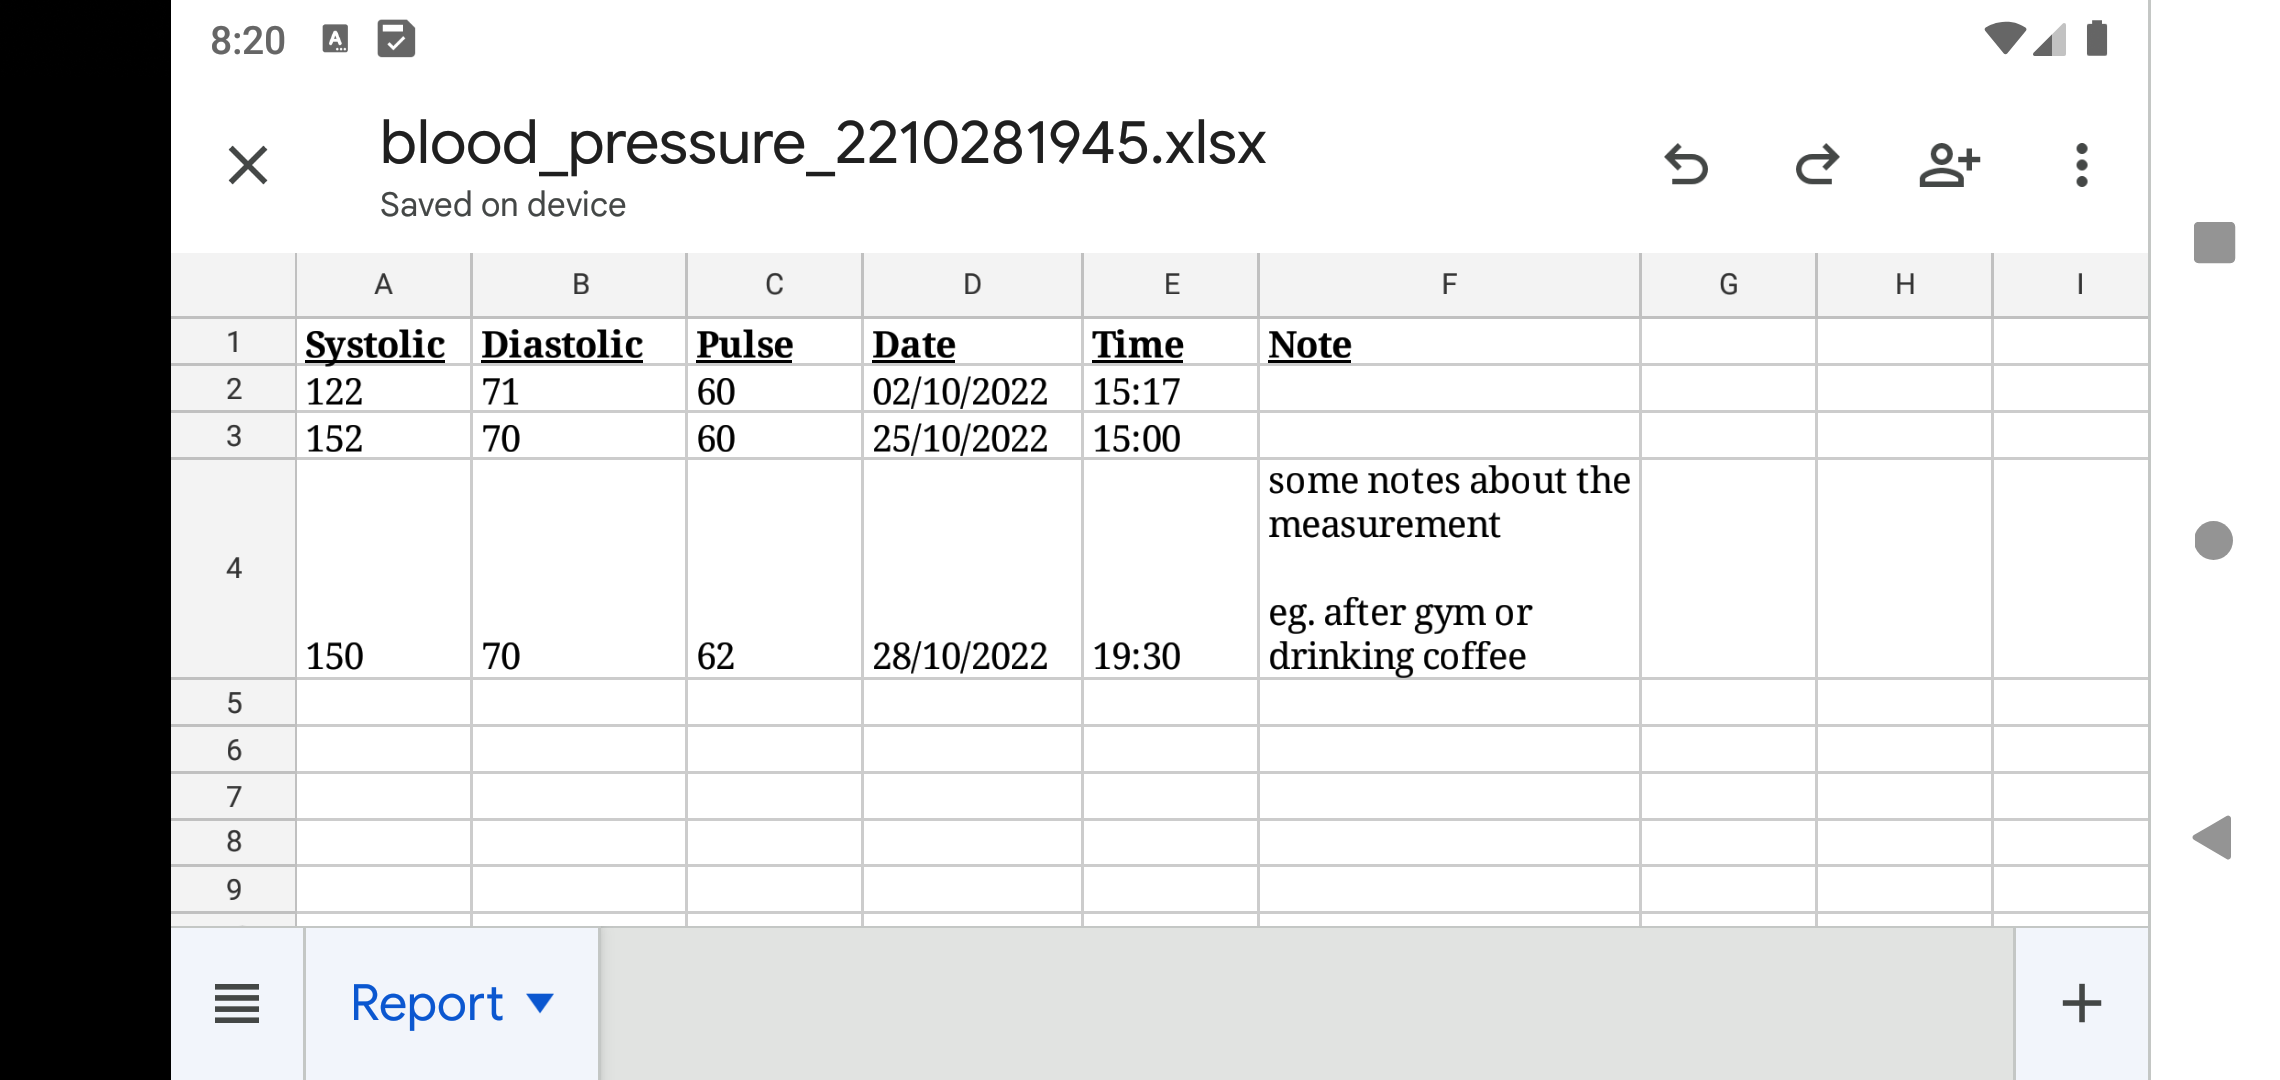 8:20
blood_pressure_2210281945.xlsx
Saved on device
A B C D E F G H I
1 Systolic Diastolic Pulse Date Time Note
2 122 71 60 02/10/2022 15:17
3 152 70 60 25/10/2022 15:00
some notes about the
measurement
4
eg. after gym or
150 70 62 28/10/2022 19:30 drinking coffee
5
6
7
8
9
Report